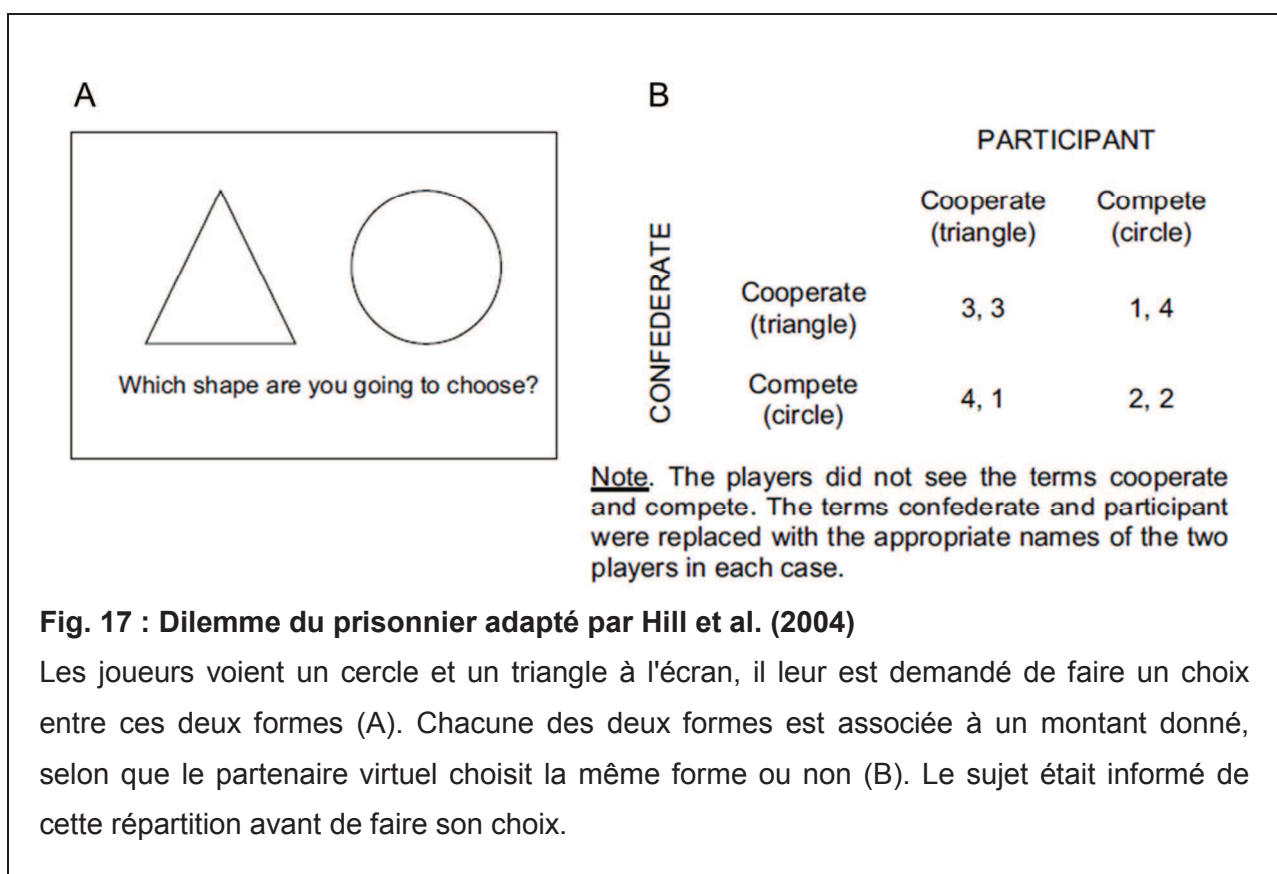 A
Which shape are you going to choose?
B
PARTICIPANT
Cooperate
(triangle)
Compete
(circle)
CONFEDERATE
Cooperate
(triangle)
3, 3
1, 4
Compete
(circle)
4, 1
2, 2
Note. The players did not see the terms cooperate
and compete. The terms confederate and participant
were replaced with the appropriate names of the two
players in each case.
Fig. 17 : Dilemme du prisonnier adapté par Hill et al. (2004)
Les joueurs voient un cercle et un triangle à l'écran, il leur est demandé de faire un choix
entre ces deux formes (A). Chacune des deux formes est associée à un montant donné,
selon que le partenaire virtuel choisit la même forme ou non (B). Le sujet était informé de
cette répartition avant de faire son choix.